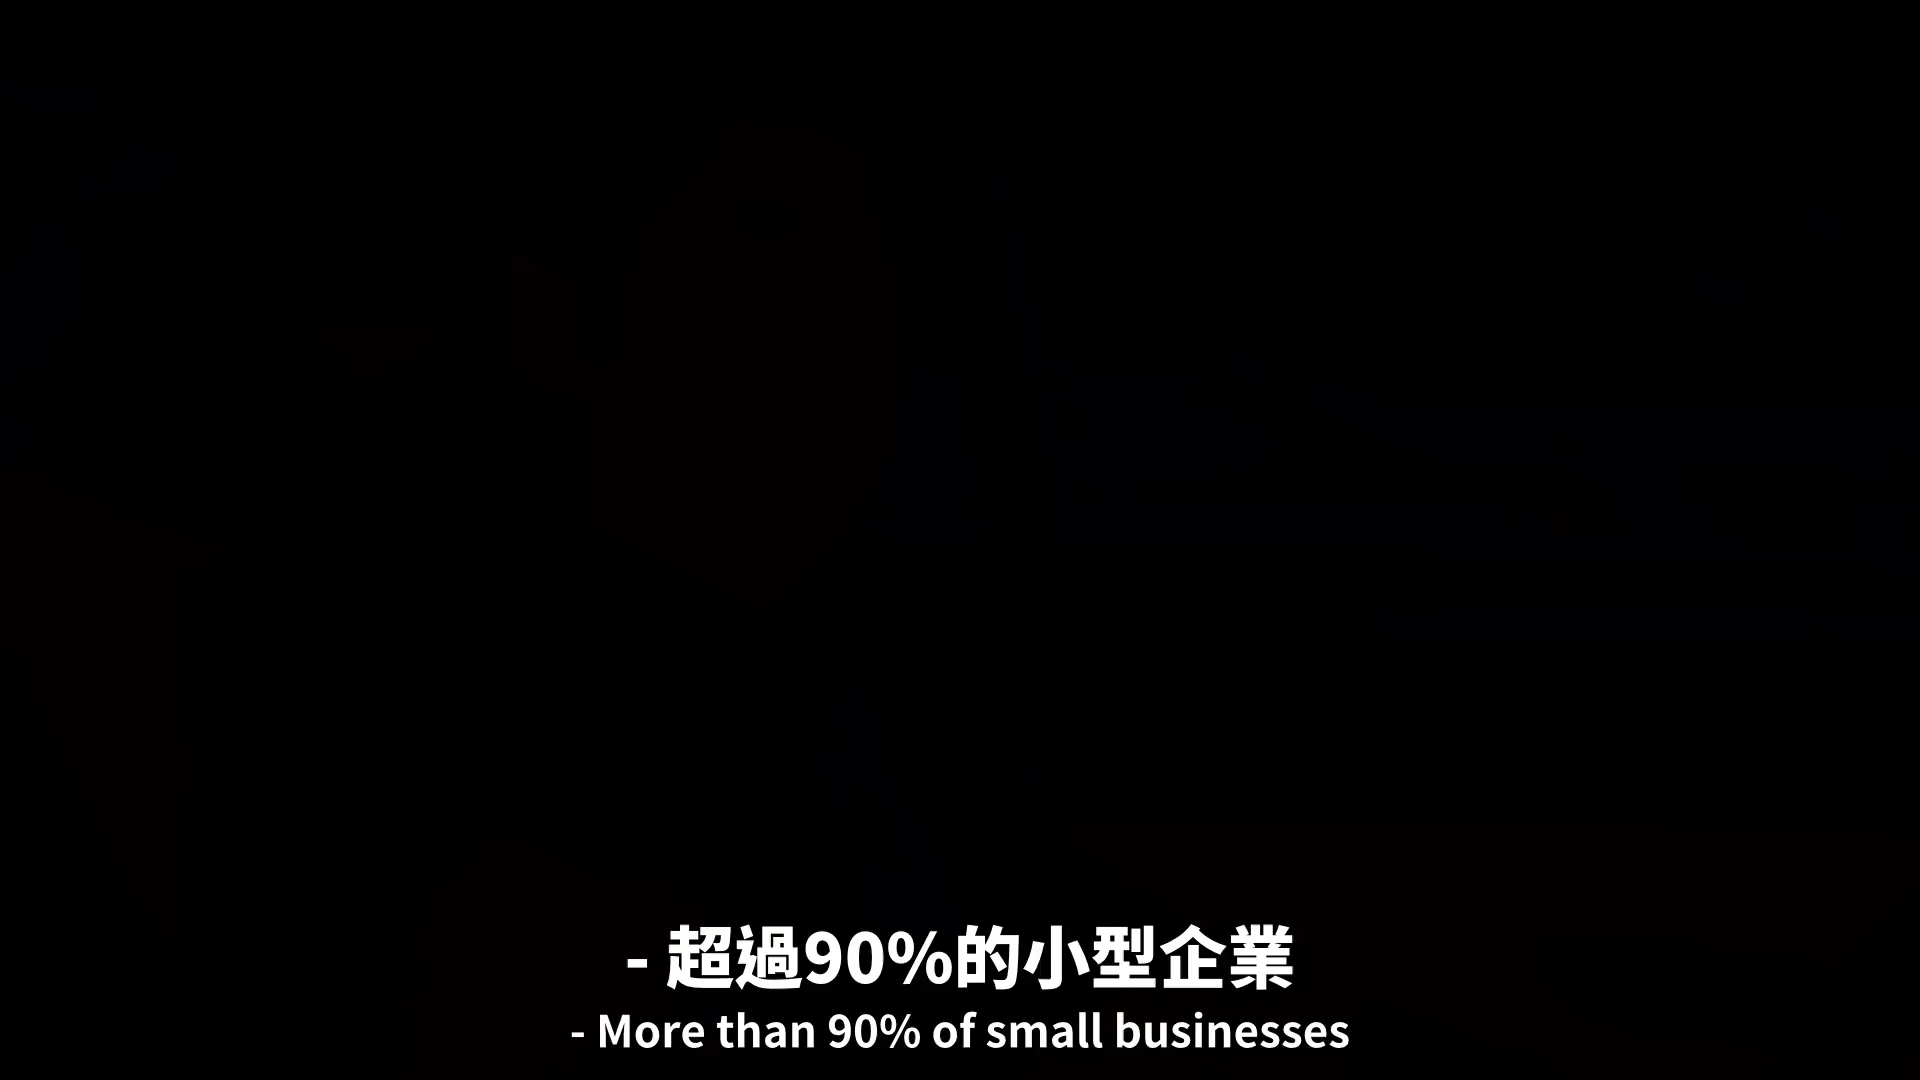 - 超過90%的小型企業
- More than 90% of small businesses